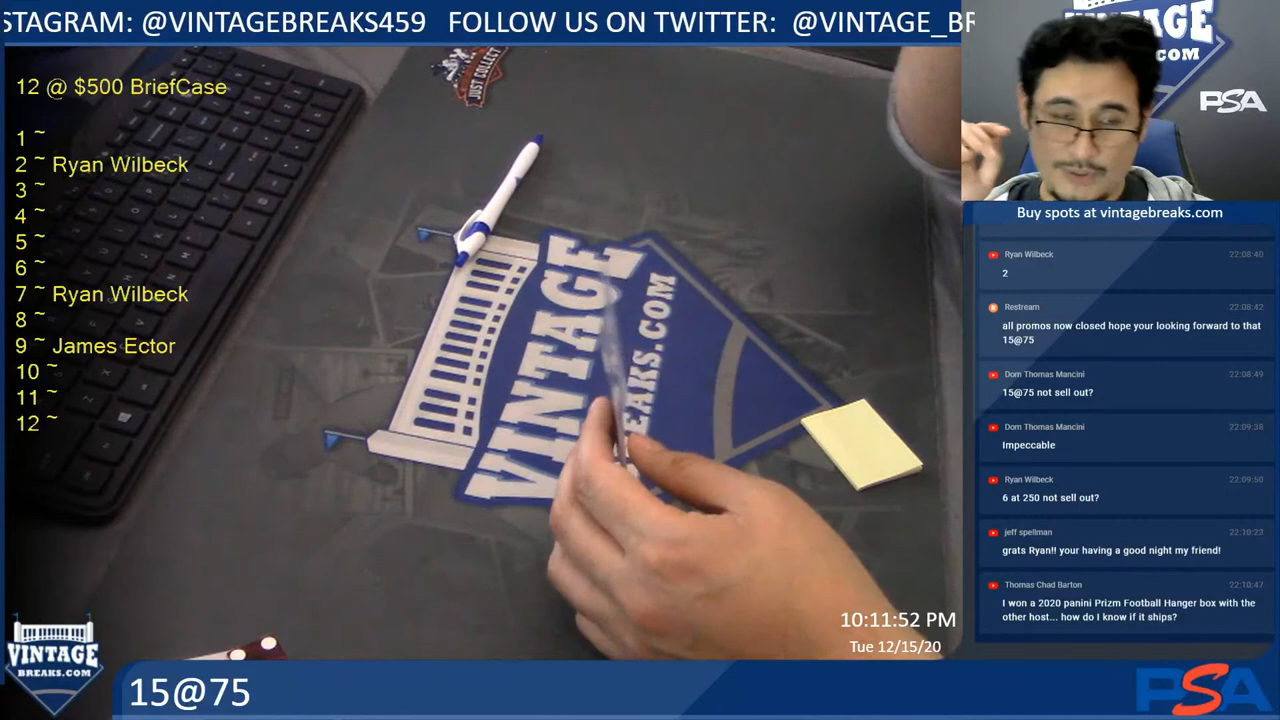 STAGRAM: @VINTAGEBREAKS459 FOLLOW US ON TWITTER: @VINTAGE_BR
12 @ $500 BriefCase
1 ~
2 ~ Ryan Wilbeck
3 ~
4 ~
5 ~
6 ~
7 ~ Ryan Wilbeck
8 ~
9 ~ James Ector
10 ~
11 ~
12 ~
JUST COLLECT
VINTAGE
EAKS.COM
AGE
S.COM
PSA
Buy spots at vintagebreaks.com
Ryan Wilbeck 22:08:40
2
Restream 22:08:42
all promos now closed hope your looking forward to that
15@75
Dom Thomas Mancini 22:08:49
15@75 not sell out?
Dom Thomas Mancini 22:09:38
Impeccable
Ryan Wilbeck 22:09:50
6 at 250 not sell out?
jeff spellman 22:10:23
grats Ryan!! your having a good night my friend!
Thomas Chad Barton 22:10:47
I won a 2020 panini Prizm Football Hanger box with the
other host... how do I know if it ships?
10:11:52 PM
Tue 12/15/20
VINTAGE
BREAKS.COM
15@75
PSA